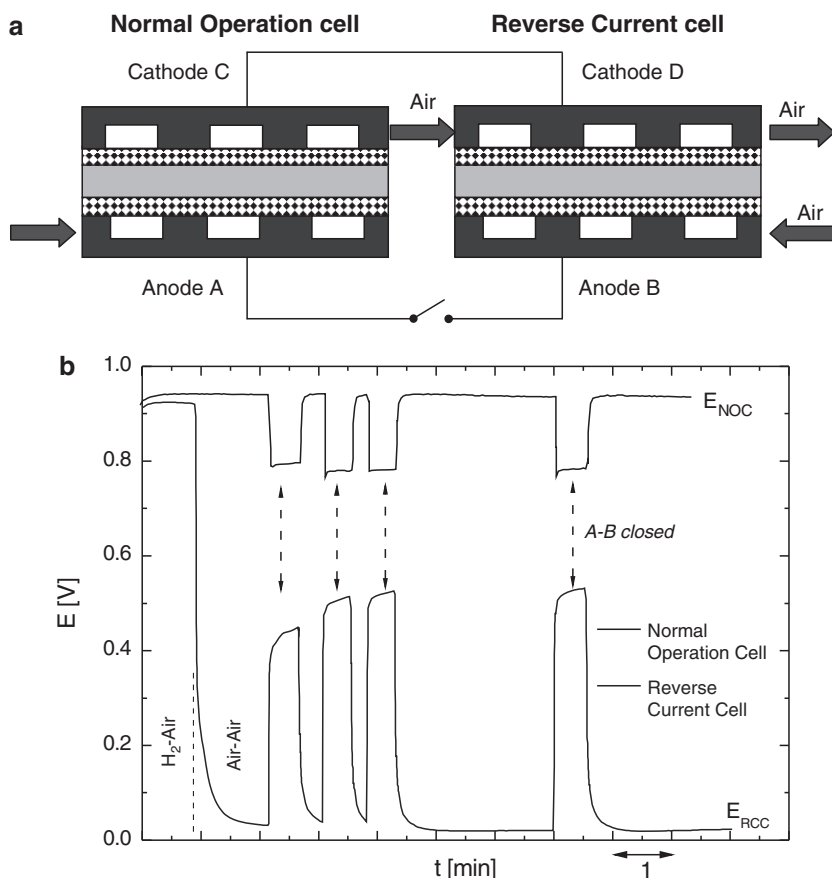 a
Normal Operation cell
Reverse Current cell
Cathode C
Cathode D
Air
Air
Air
Anode A
Anode B
b
1.0
0.8
0.6
0.4
0.2
0.0
E [V]
E_NOC
A-B closed
Normal
Operation Cell
Reverse
Current Cell
H₂-Air
Air-Air
E_RCC
t [min]
1